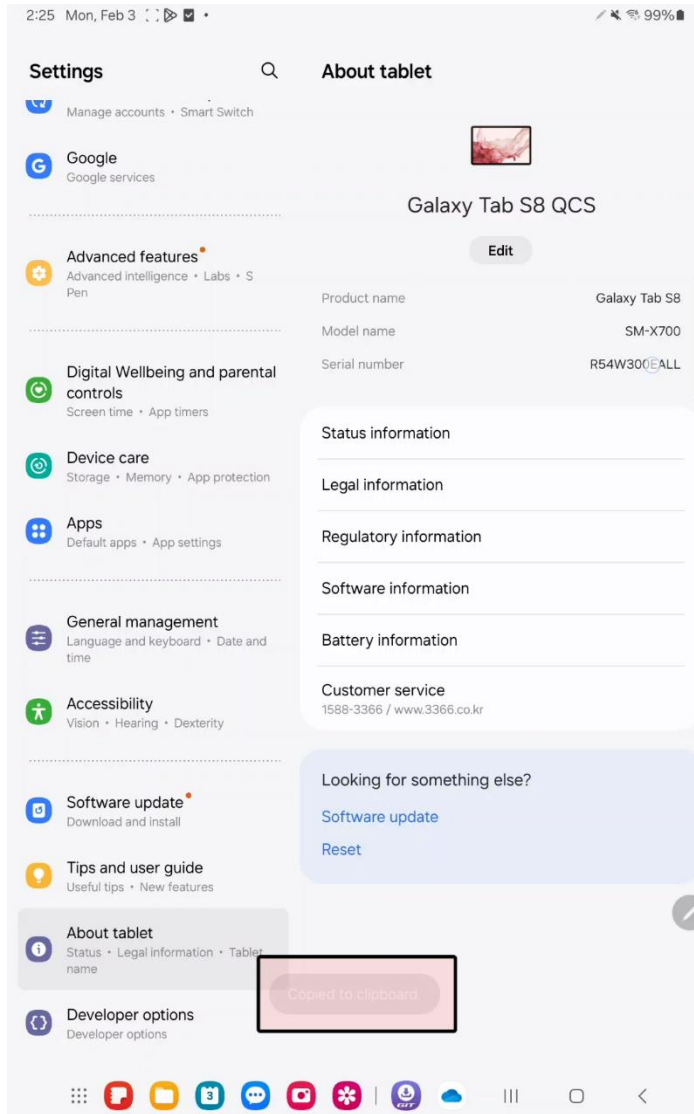 2:25 Mon, Feb 3
99%
Settings
About tablet
Manage accounts • Smart Switch
Google
Google services
Advanced features
Advanced intelligence • Labs • S
Pen
Digital Wellbeing and parental
controls
Screen time • App timers
Device care
Storage • Memory • App protection
Apps
Default apps • App settings
General management
Language and keyboard • Date and
time
Accessibility
Vision • Hearing • Dexterity
Software update
Download and install
Tips and user guide
Useful tips • New features
About tablet
Status • Legal information • Tablet
name
Developer options
Developer options
Galaxy Tab S8 QCS
Edit
Product name Galaxy Tab S8
Model name SM-X700
Serial number R54W300EALL
Status information
Legal information
Regulatory information
Software information
Battery information
Customer service
1588-3366 / www.3366.co.kr
Looking for something else?
Software update
Reset
Copied to clipboard
3
GIT